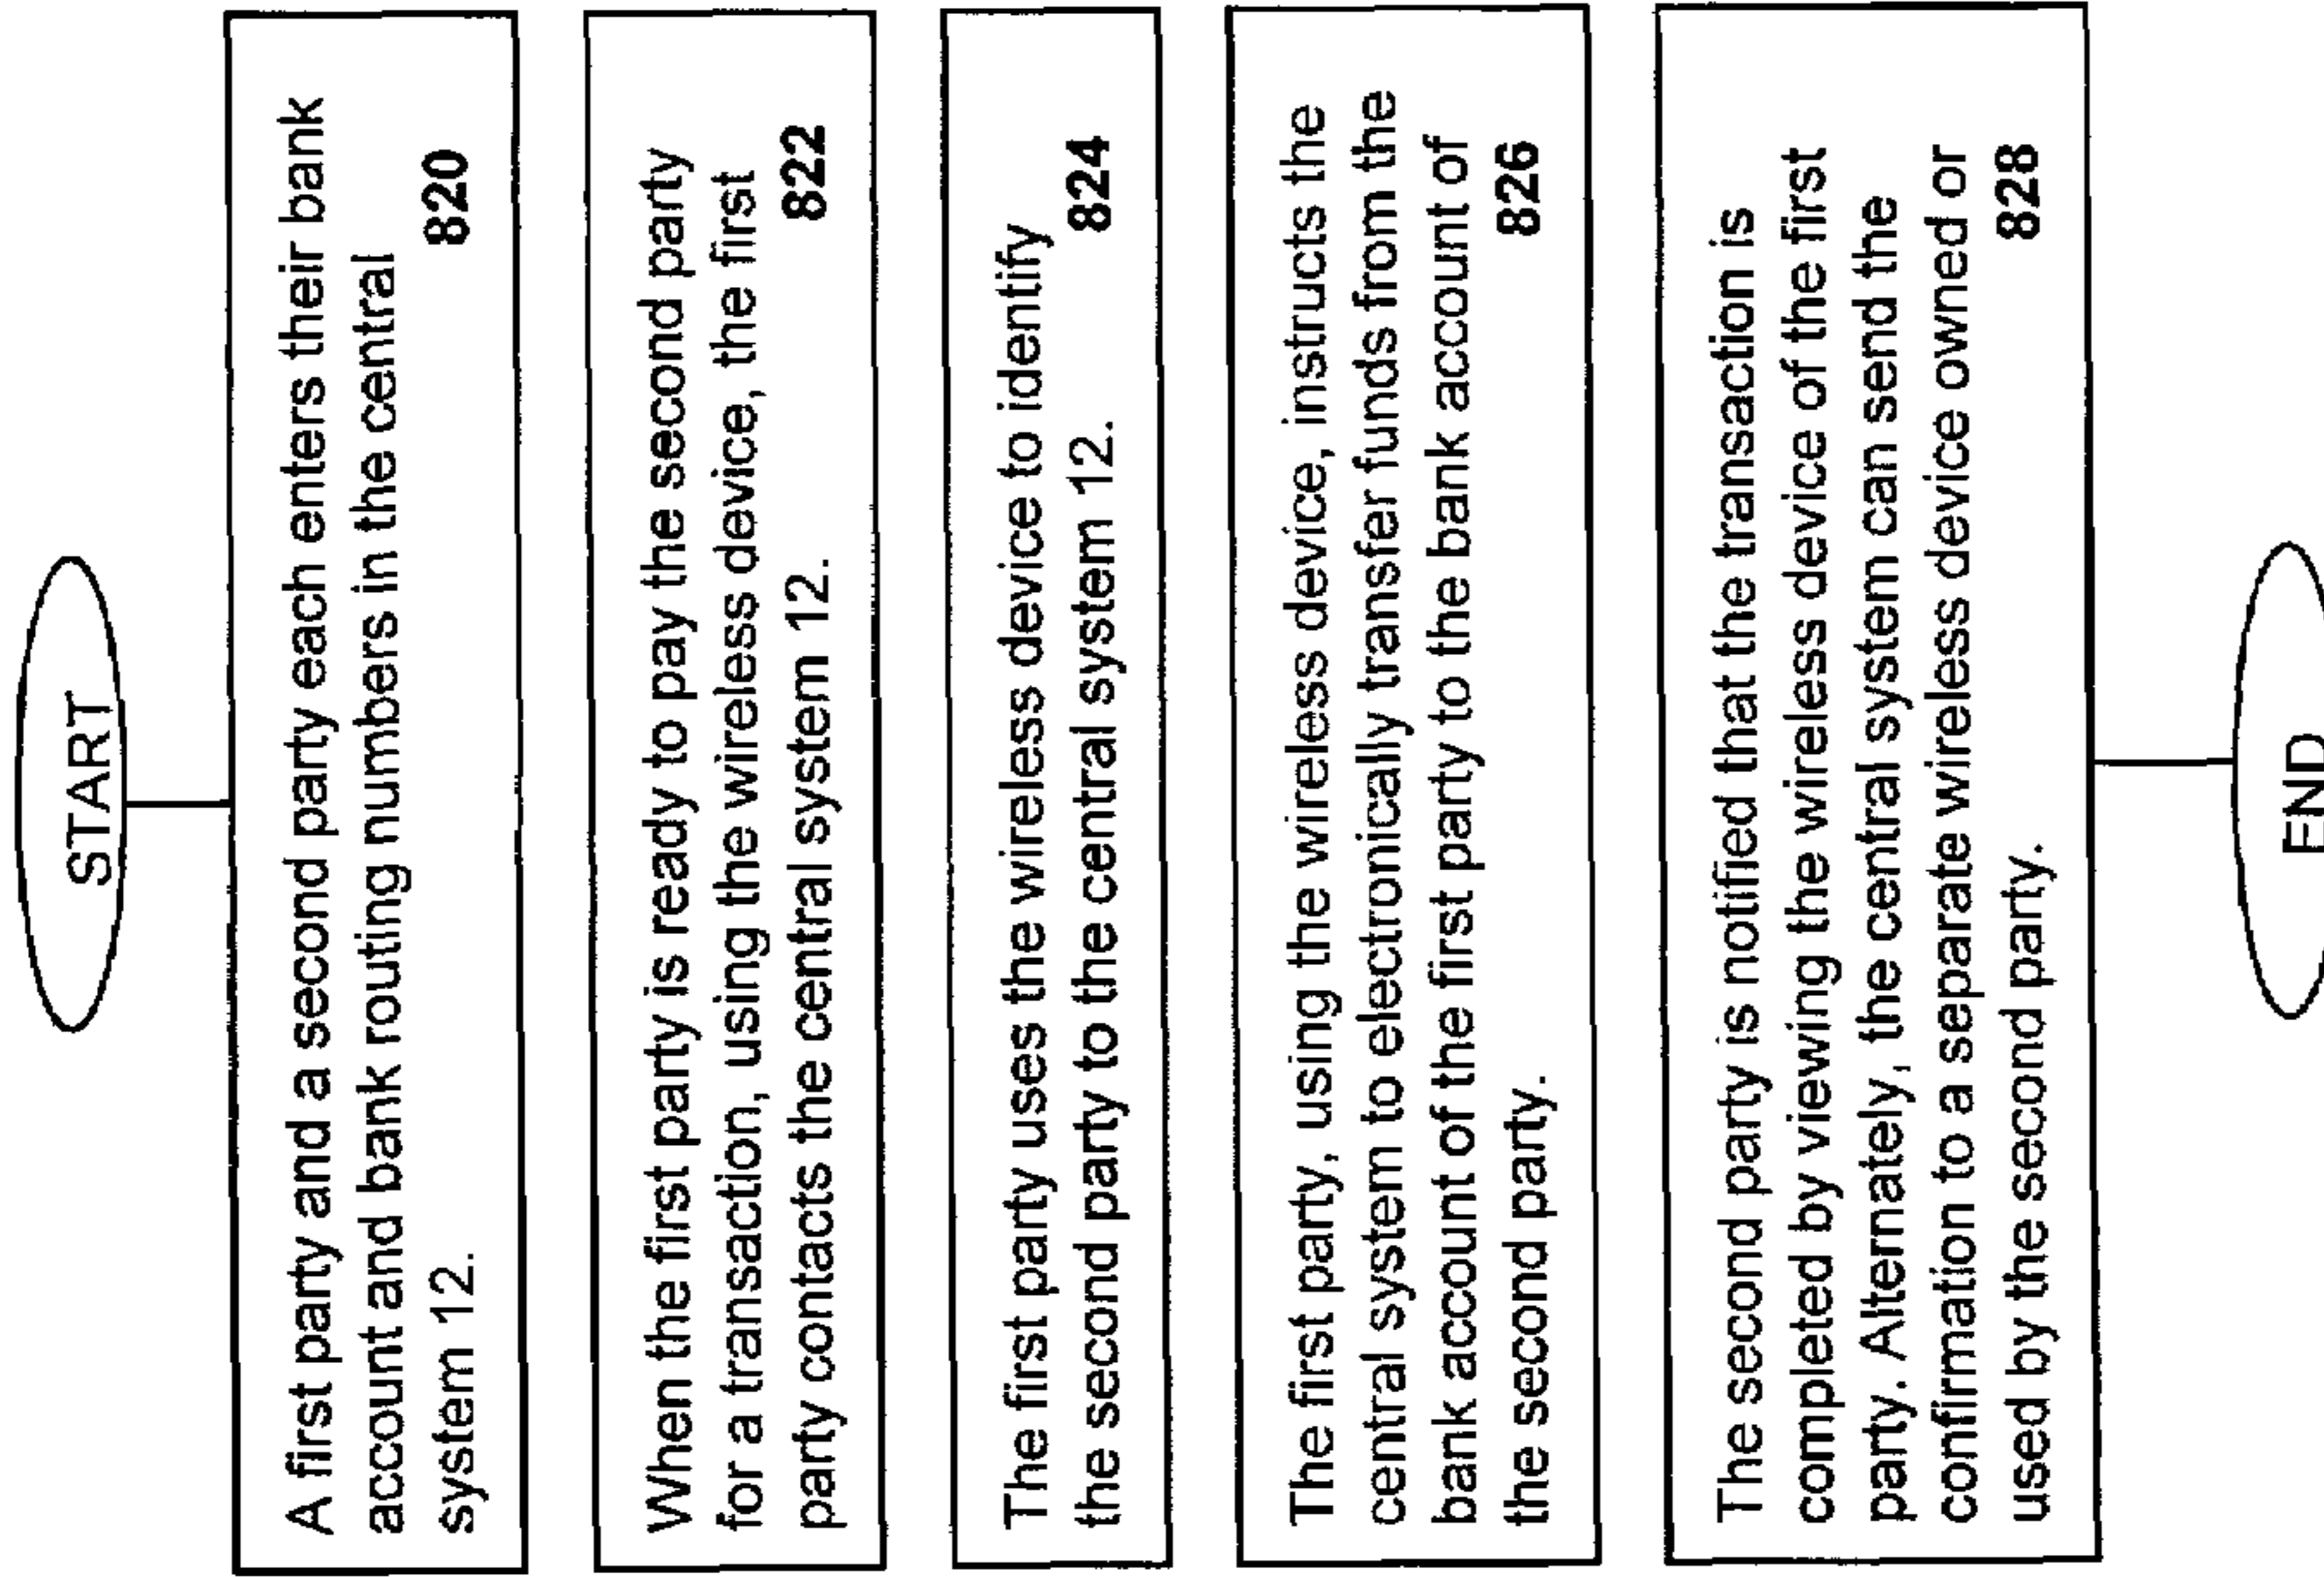 START
A first party and a second party each enters their bank
account and bank routing numbers in the central
system 12.
820
When the first party is ready to pay the second party
for a transaction, using the wireless device, the first
party contacts the central system 12.
822
The first party uses the wireless device to identify
the second party to the central system 12.
824
The first party, using the wireless device, instructs the
central system to electronically transfer funds from the
bank account of the first party to the bank account of
the second party.
826
The second party is notified that the transaction is
completed by viewing the wireless device of the first
party. Alternately, the central system can send the
confirmation to a separate wireless device owned or
used by the second party.
828
END